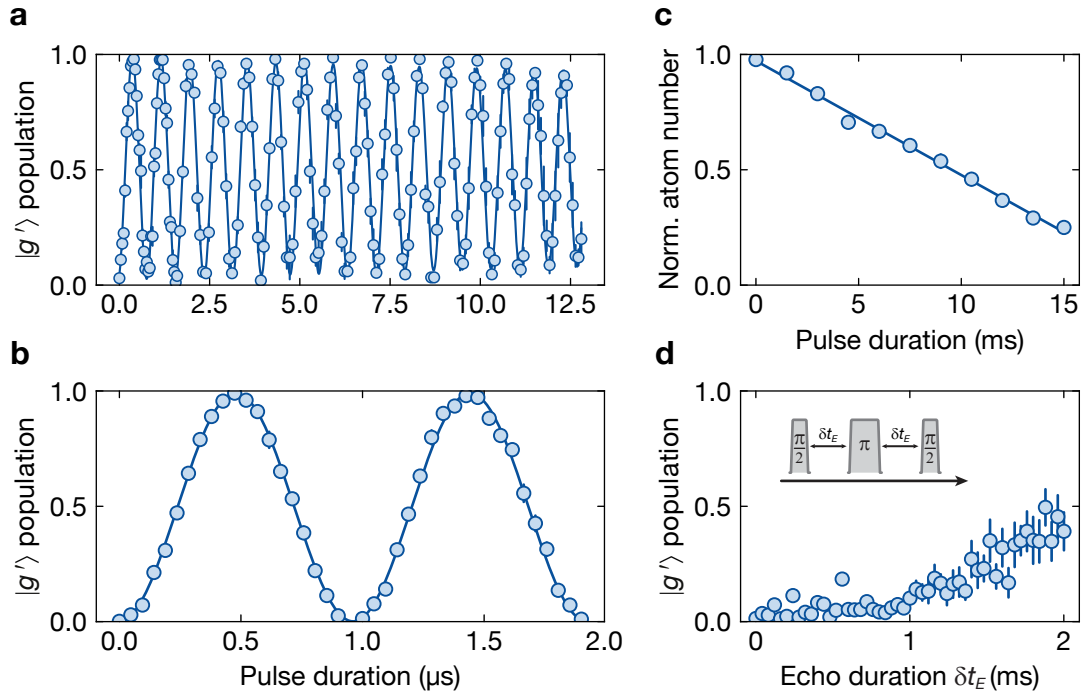 a
1.0
0.5
0.0
|g′⟩ population
0.0 2.5 5.0 7.5 10.0 12.5
b
1.0
0.5
0.0
|g′⟩ population
0.0 0.5 1.0 1.5 2.0
Pulse duration (μs)
c
1.0
0.5
0.0
Norm. atom number
0 5 10 15
Pulse duration (ms)
d
1.0
0.5
0.0
|g′⟩ population
π/2 δt_E π δt_E π/2
0 1 2
Echo duration δt_E (ms)